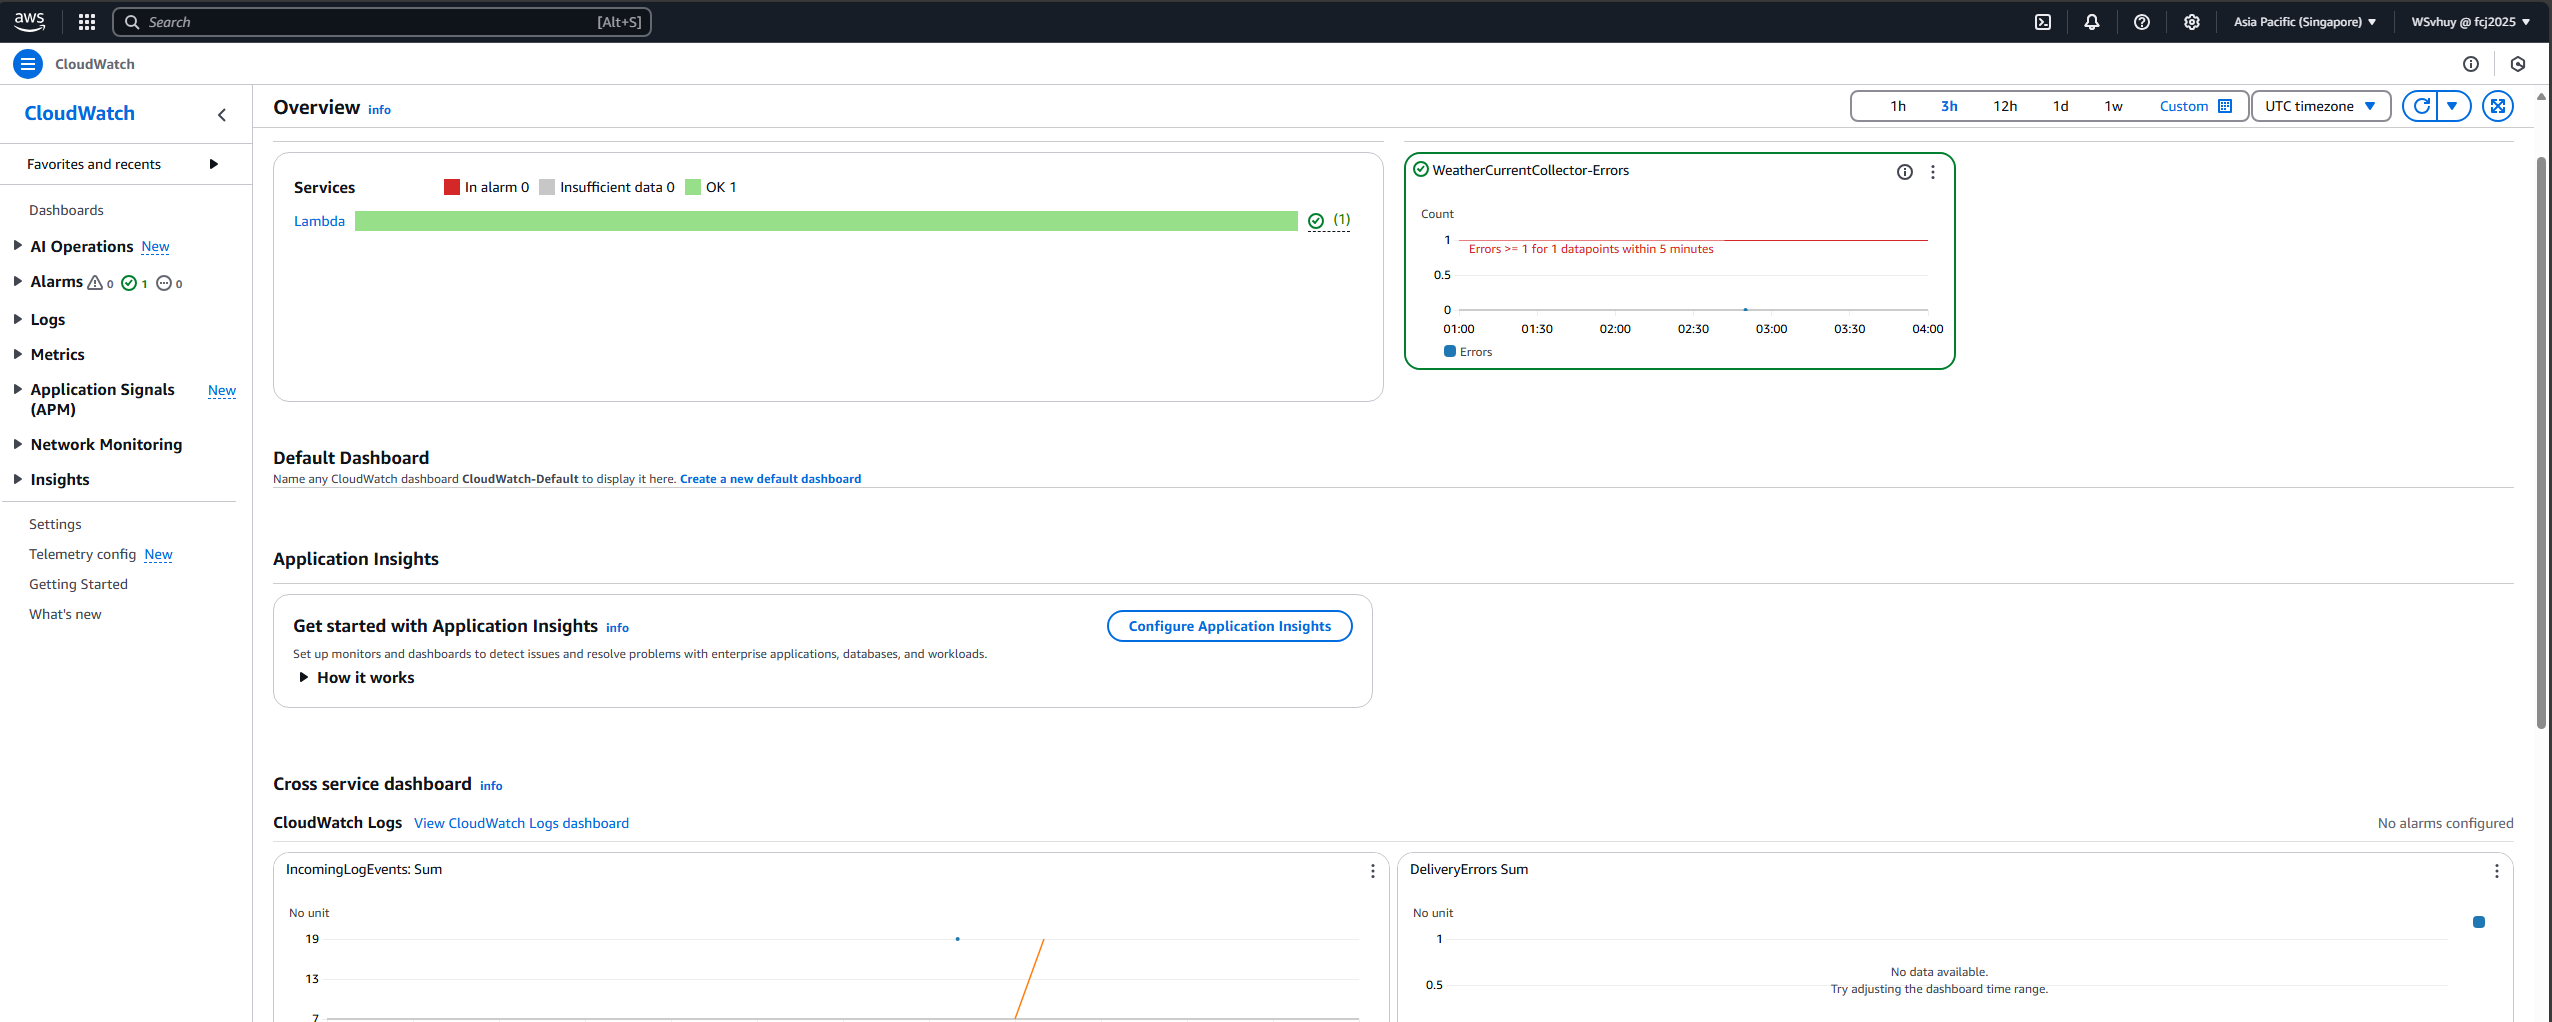 aws
Search [Alt+S]
Asia Pacific (Singapore)
WSvhuy @ fcj2025
CloudWatch
CloudWatch
Favorites and recents
Dashboards
AI Operations New
Alarms 0 1 0
Logs
Metrics
Application Signals (APM) New
Network Monitoring
Insights
Settings
Telemetry config New
Getting Started
What's new
Overview info
1h 3h 12h 1d 1w Custom
UTC timezone
Services In alarm 0 Insufficient data 0 OK 1
Lambda (1)
WeatherCurrentCollector-Errors
Count
1
Errors >= 1 for 1 datapoints within 5 minutes
0.5
0
01:00 01:30 02:00 02:30 03:00 03:30 04:00
Errors
Default Dashboard
Name any CloudWatch dashboard CloudWatch-Default to display it here. Create a new default dashboard
Application Insights
Get started with Application Insights info
Configure Application Insights
Set up monitors and dashboards to detect issues and resolve problems with enterprise applications, databases, and workloads.
How it works
Cross service dashboard info
CloudWatch Logs View CloudWatch Logs dashboard
No alarms configured
IncomingLogEvents: Sum
No unit
19
13
7
DeliveryErrors Sum
No unit
1
No data available.
0.5
Try adjusting the dashboard time range.